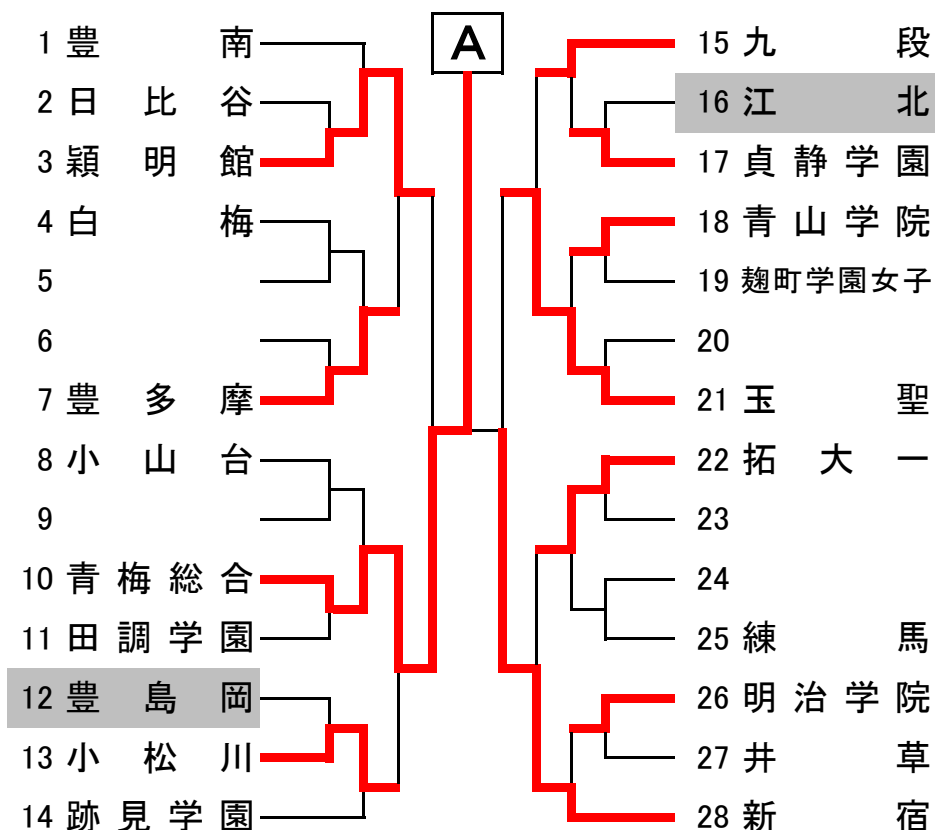 A
1 豊南
2 日比谷
3 穎明館
4 白梅
5
6
7 豊多摩
8 小山台
9
10 青梅総合
11 田調学園
12 豊島岡
13 小松川
14 跡見学園
15 九段
16 江北
17 貞静学園
18 青山学院
19 麹町学園女子
20
21 玉聖
22 拓大一
23
24
25 練馬
26 明治学院
27 井草
28 新宿